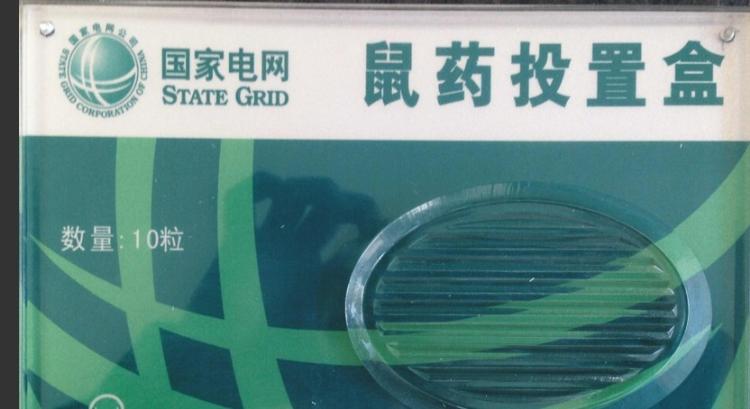 国家电网公司
STATE GRID CORPORATION OF CHINA
国家电网
STATE GRID
鼠药投置盒
数量:10粒